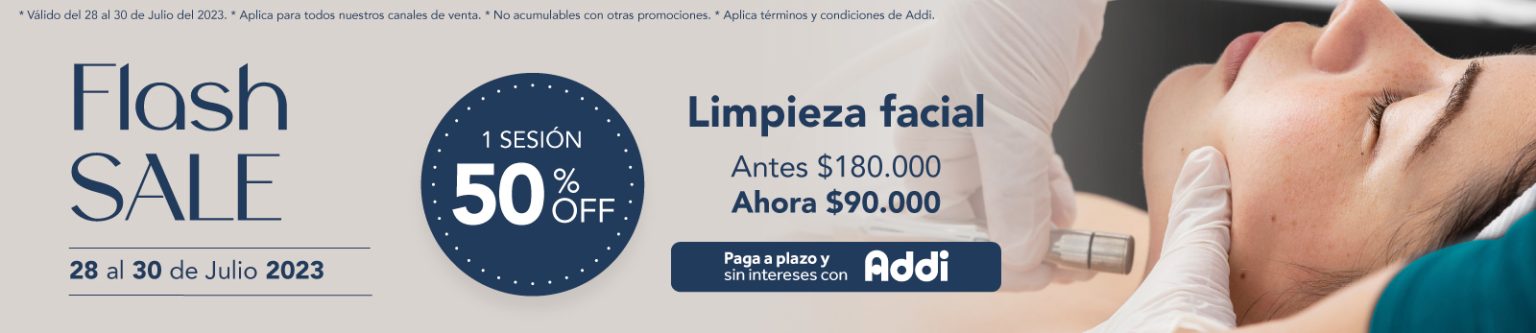 * Válido del 28 al 30 de Julio del 2023. * Aplica para todos nuestros canales de venta. * No acumulables con otras promociones. * Aplica términos y condiciones de Addi.
Flash
SALE
28 al 30 de Julio 2023
1 SESIÓN
50% OFF
Limpieza facial
Antes $180.000
Ahora $90.000
Paga a plazo y
sin intereses con Addi